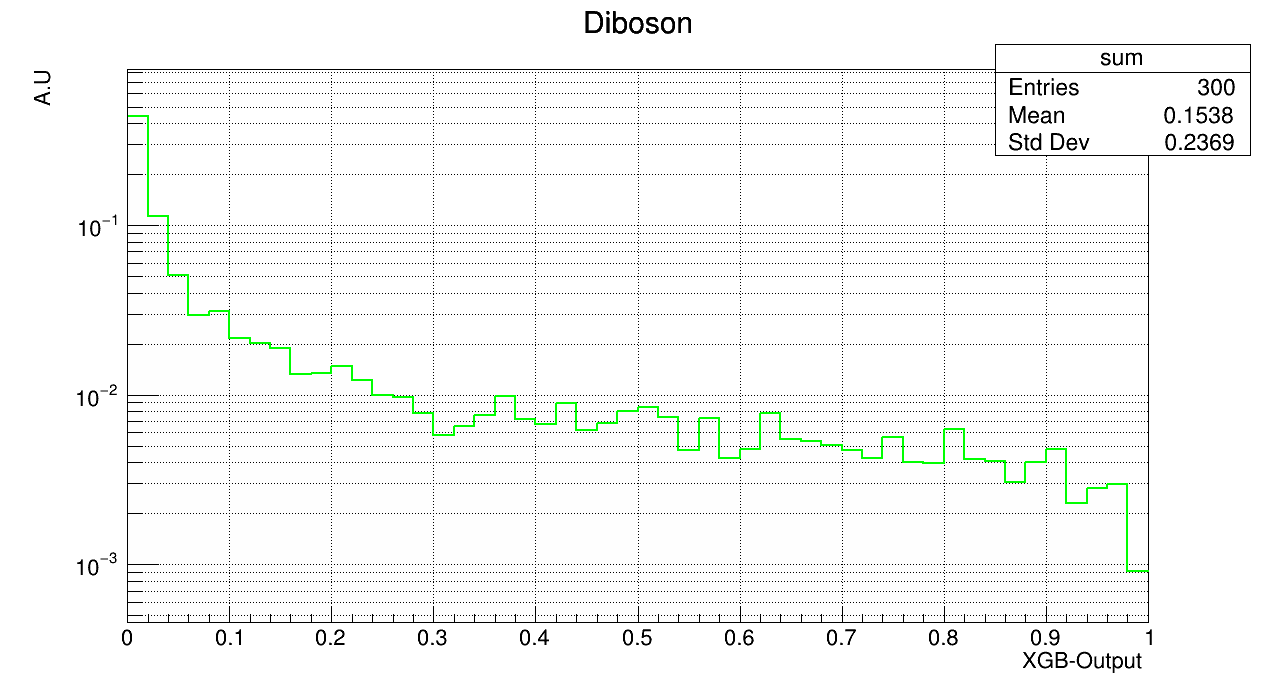 Diboson
A.U
sum
Entries 300
Mean 0.1538
Std Dev 0.2369
10⁻¹
10⁻²
10⁻³
0 0.1 0.2 0.3 0.4 0.5 0.6 0.7 0.8 0.9 1
XGB-Output